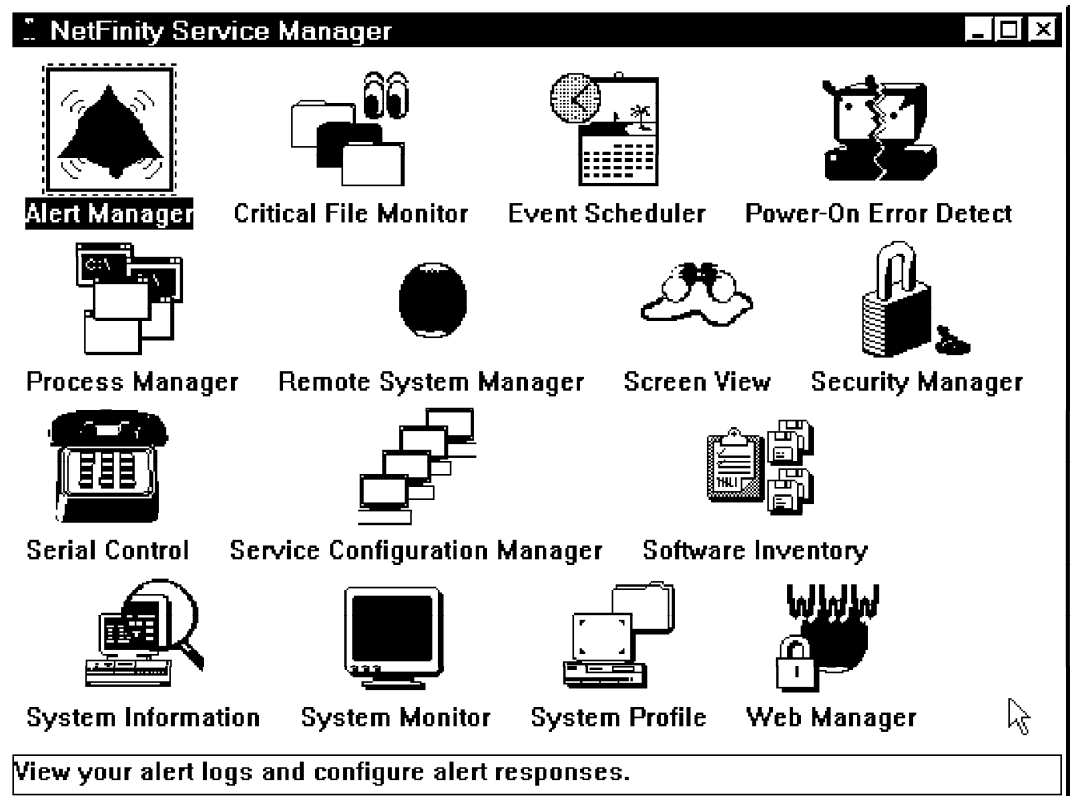 NetFinity Service Manager
Alert Manager
Critical File Monitor
Event Scheduler
Power-On Error Detect
C:\
:\
Process Manager
Remote System Manager
Screen View
Security Manager
Serial Control
Service Configuration Manager
Software Inventory
WWW
System Information
System Monitor
System Profile
Web Manager
View your alert logs and configure alert responses.